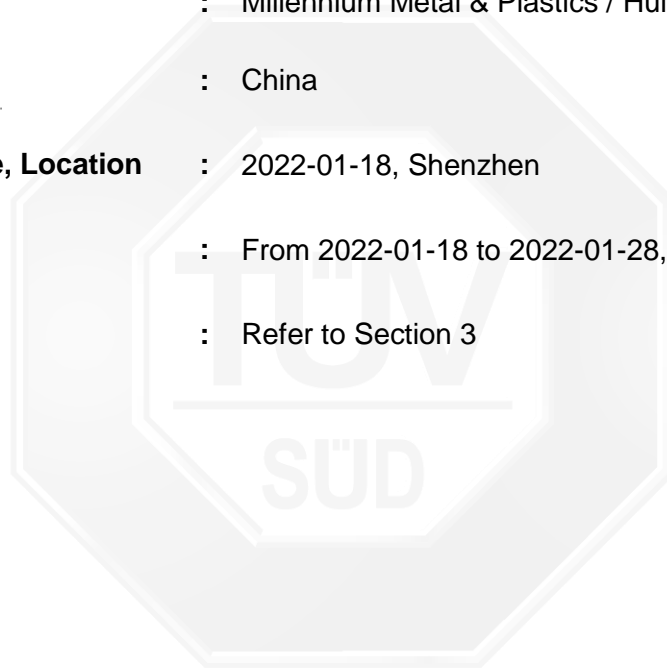 : Millennium Metal & Plastics /
: China
, Location : 2022-01-18, Shenzhen
: From 2022-01-18 to 2022-01-28,
: Refer to Section 3
TÜV
SÜD